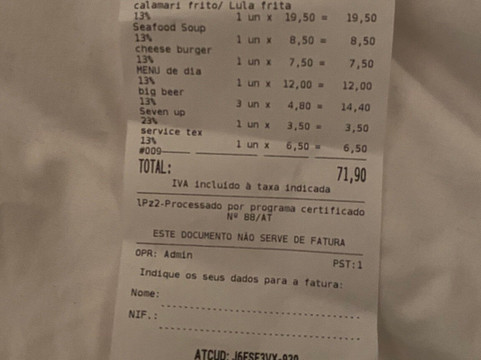 calamari frito/ Lula frita
13% 1 un x 19,50 = 19,50
Seafood Soup
13% 1 un x 8,50 = 8,50
cheese burger
13% 1 un x 7,50 = 7,50
MENU de dia
13% 1 un x 12,00 = 12,00
big beer
13% 3 un x 4,80 = 14,40
Seven up
23% 1 un x 3,50 = 3,50
service tex
13% 1 un x 6,50 = 6,50
#009
TOTAL: 71,90
IVA incluido à taxa indicada
lPz2-Processado por programa certificado
Nº 88/AT
ESTE DOCUMENTO NÃO SERVE DE FATURA
OPR: Admin PST:1
Indique os seus dados para a fatura:
Nome:
NIF.:
ATCUD: